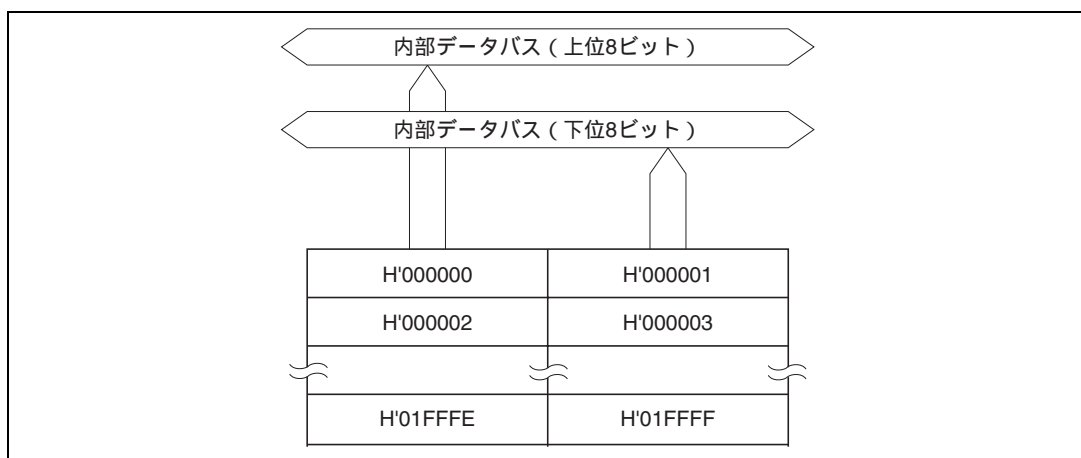 内部データバス（上位8ビット）
内部データバス（下位8ビット）
H'000000 H'000001
H'000002 H'000003
H'01FFFE H'01FFFF